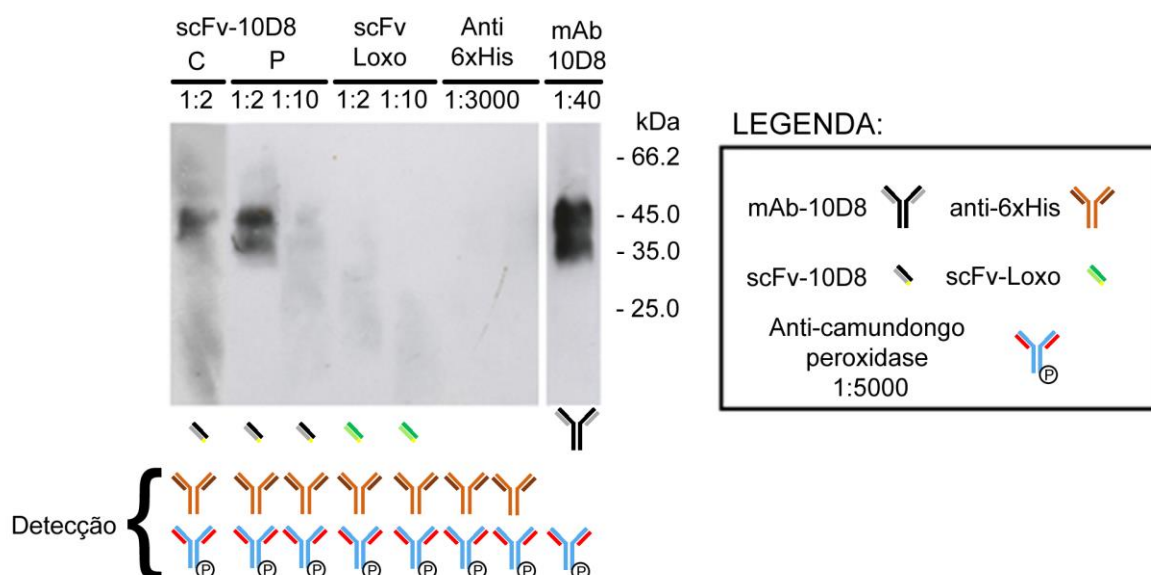 scFv-10D8 scFv Loxo Anti 6xHis mAb 10D8
C P
1:2 1:2 1:10 1:2 1:10 1:3000 1:40
kDa
- 66.2
- 45.0
- 35.0
- 25.0
Detecção
P P P P P P P P
LEGENDA:
mAb-10D8 anti-6xHis
scFv-10D8 scFv-Loxo
Anti-camundongo
peroxidase
1:5000
P